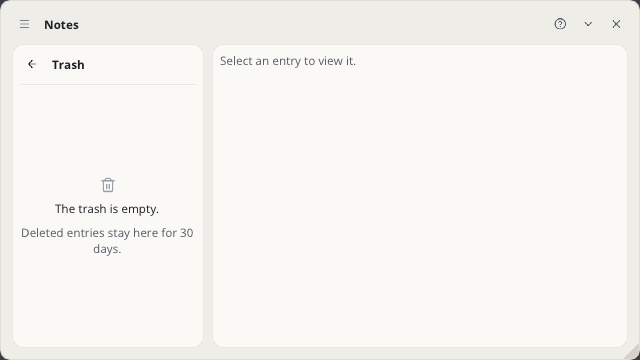 Notes
Trash
Select an entry to view it.
The trash is empty.
Deleted entries stay here for 30
days.